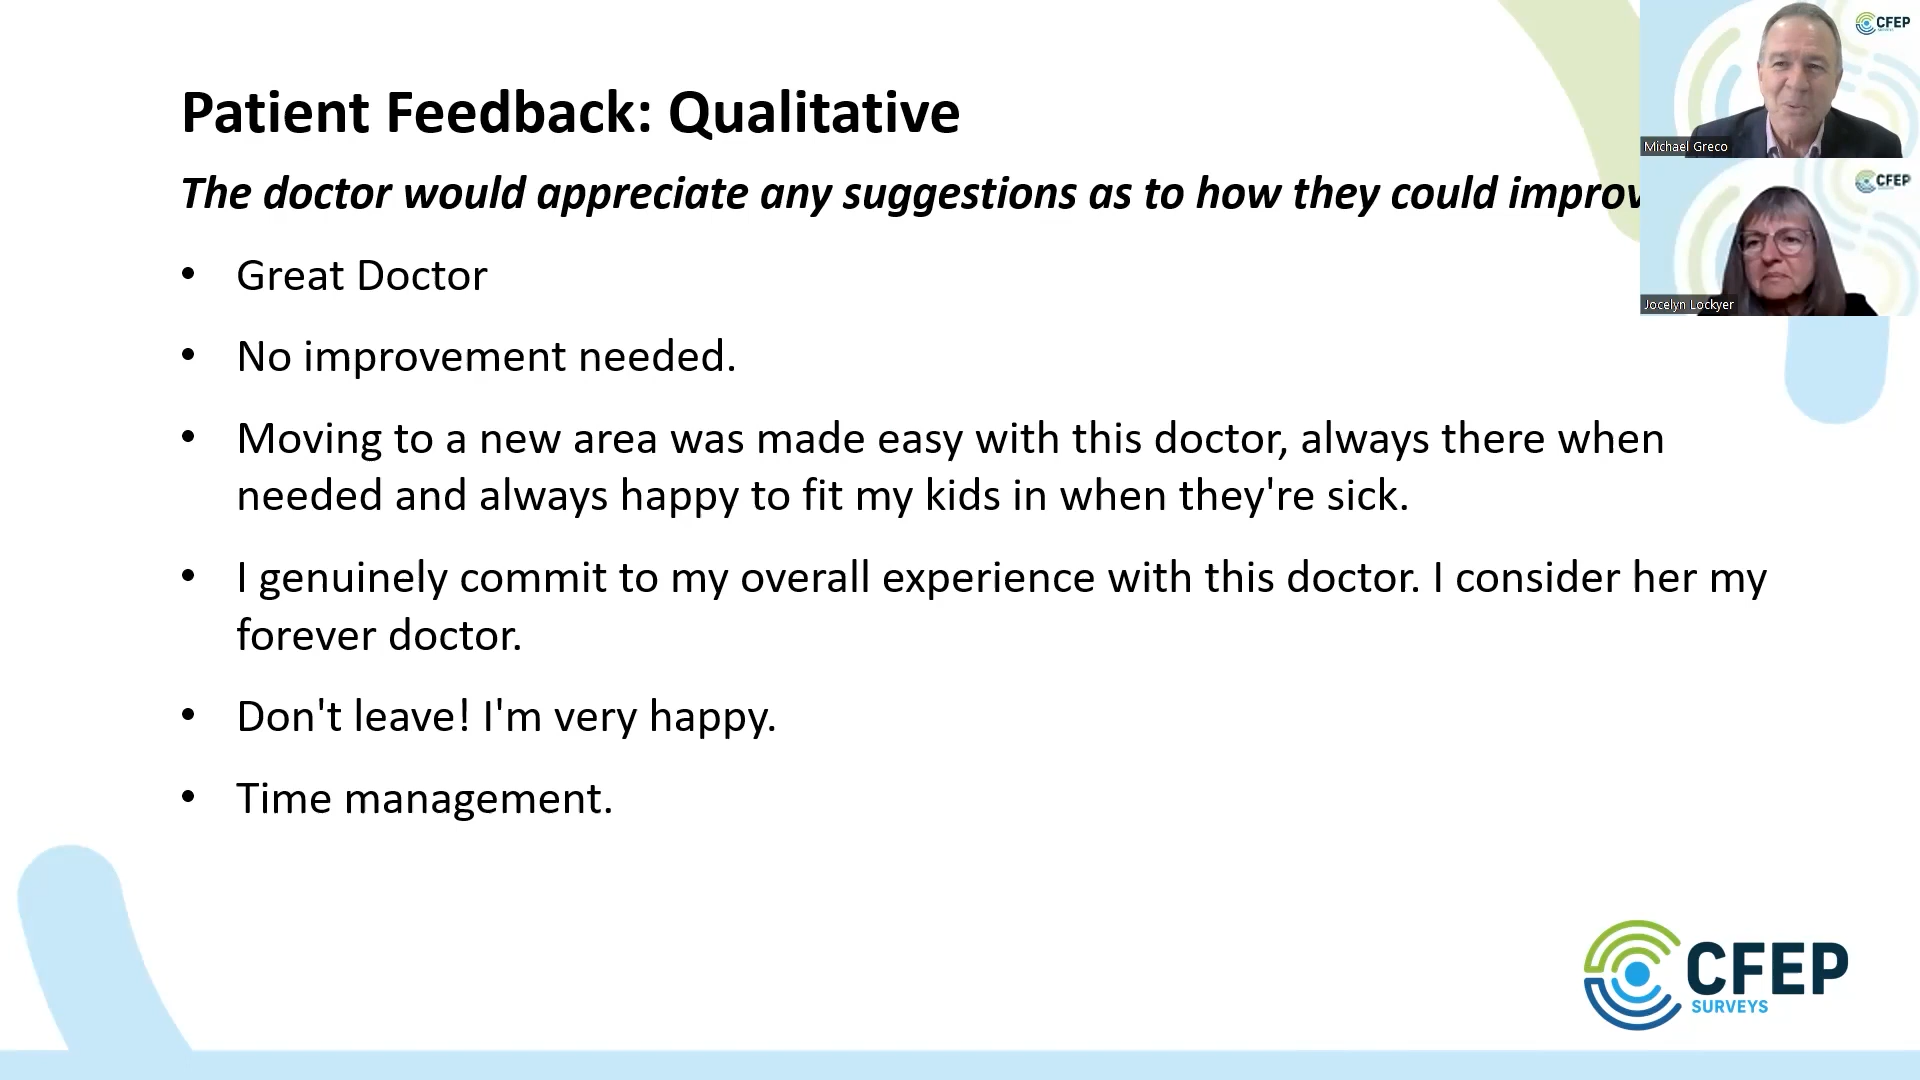 Patient Feedback: Qualitative
The doctor would appreciate any suggestions as to how they could improv
• Great Doctor
• No improvement needed.
• Moving to a new area was made easy with this doctor, always there when
needed and always happy to fit my kids in when they're sick.
• I genuinely commit to my overall experience with this doctor. I consider her my
forever doctor.
• Don't leave! I'm very happy.
• Time management.
CFEP
Michael Greco
CFEP
Jocelyn Lockyer
CFEP
SURVEYS